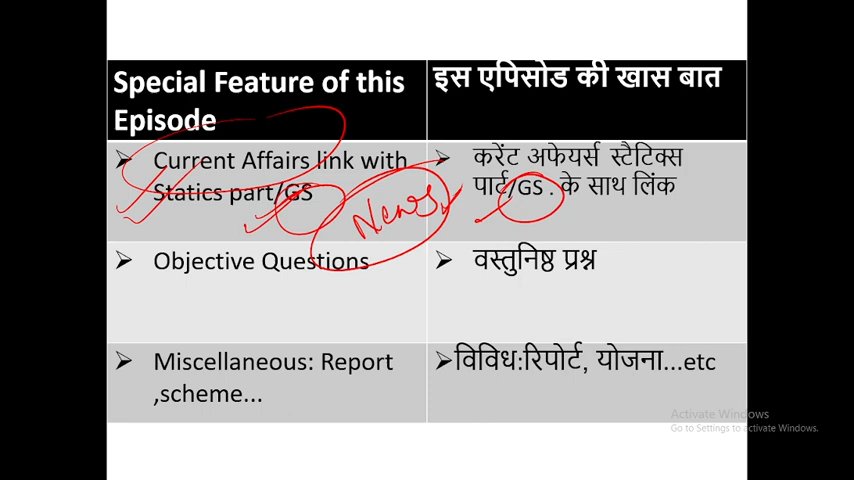 Special Feature of this
Episode
इस एपिसोड की खास बात
Current Affairs link with
Statics part/GS
करेंट अफेयर्स स्टैटिक्स
पार्ट/GS . के साथ लिंक
News
Objective Questions
वस्तुनिष्ठ प्रश्न
Miscellaneous: Report
,scheme...
विविध:रिपोर्ट, योजना...etc
Activate Windows
Go to Settings to activate Windows.